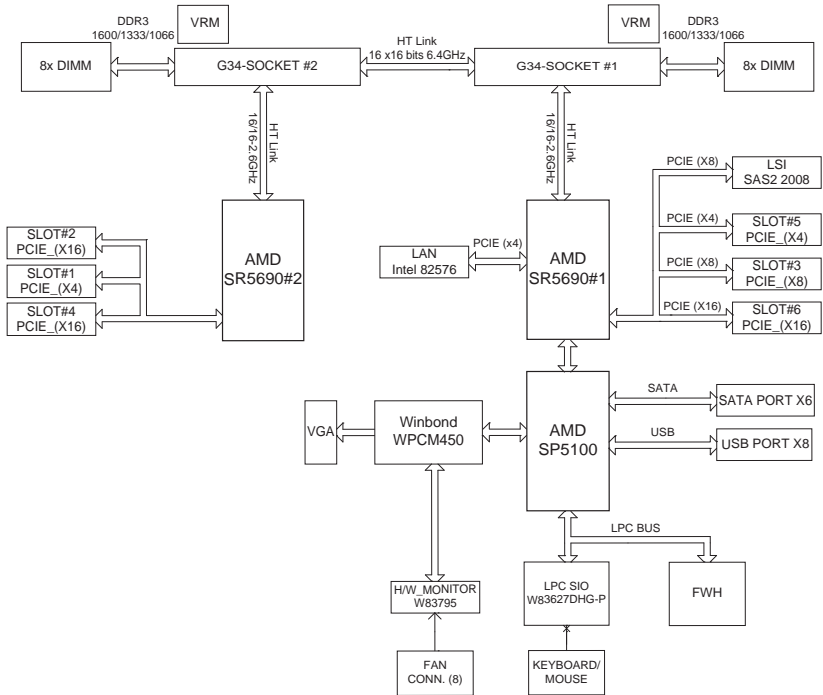 DDR3
1600/1333/1066
VRM
8x DIMM
G34-SOCKET #2
HT Link
16 x16 bits 6.4GHz
VRM
DDR3
1600/1333/1066
G34-SOCKET #1
8x DIMM
HT Link
16/16-2.6GHz
HT Link
16/16-2.6GHz
SLOT#2
PCIE_(X16)
SLOT#1
PCIE_(X4)
SLOT#4
PCIE_(X16)
AMD
SR5690#2
LAN
Intel 82576
PCIE (x4)
AMD
SR5690#1
PCIE (X8)
LSI
SAS2 2008
PCIE (X4)
SLOT#5
PCIE_(X4)
PCIE (X8)
SLOT#3
PCIE_(X8)
PCIE (X16)
SLOT#6
PCIE_(X16)
VGA
Winbond
WPCM450
AMD
SP5100
SATA
SATA PORT X6
USB
USB PORT X8
LPC BUS
H/W_MONITOR
W83795
LPC SIO
W83627DHG-P
FWH
FAN
CONN. (8)
KEYBOARD/
MOUSE